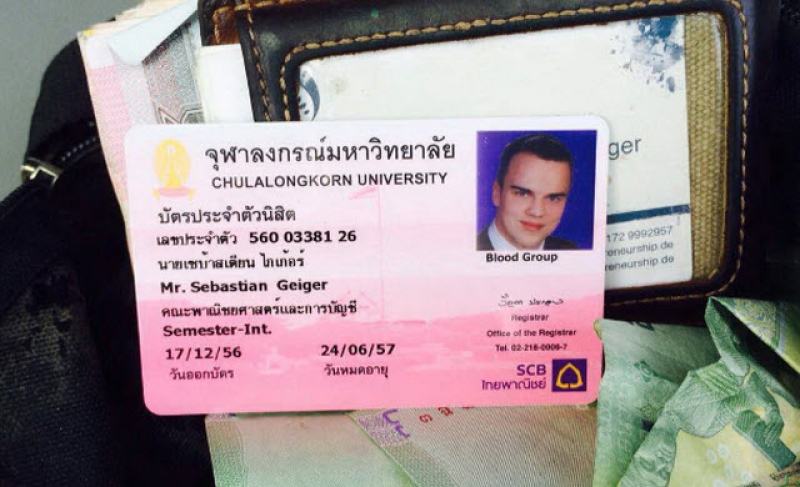 จุฬาลงกรณ์มหาวิทยาลัย
CHULALONGKORN UNIVERSITY
บัตรประจำตัวนิสิต
เลขประจำตัว 560 03381 26
นายเซบ้าสเตียน ไกเก้อร์
Mr. Sebastian Geiger
คณะพาณิชยศาสตร์และการบัญชี
Semester-Int.
17/12/56 24/06/57
วันออกบัตร วันหมดอายุ
Blood Group
Registrar
Office of the Registrar
Tel. 02-218-0006-7
SCB
ไทยพาณิชย์
ger
172 9992957
reneurship.de
reneurship.de